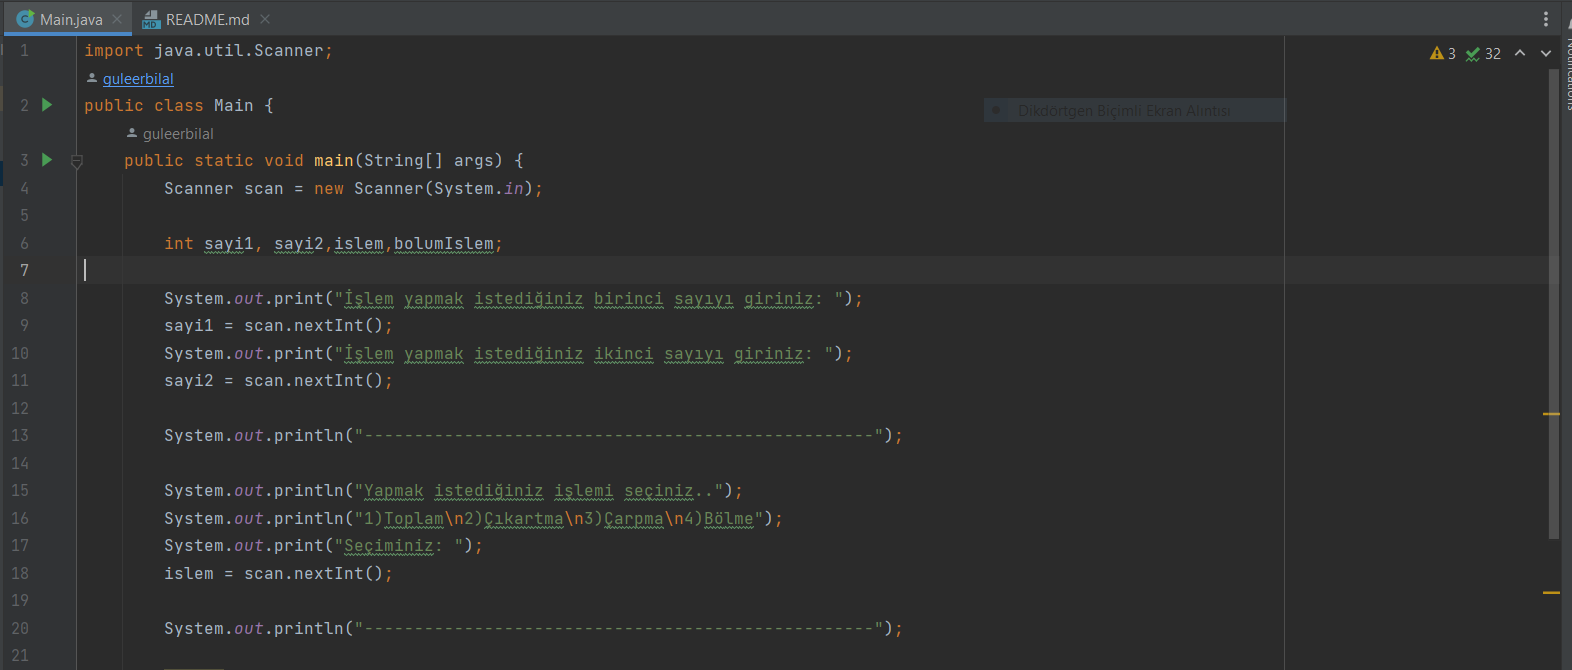 Main.java README.md
1 import java.util.Scanner;
guleerbilal
3 32
2 public class Main {
Dikdörtgen Biçimli Ekran Alıntısı
guleerbilal
3 public static void main(String[] args) {
4 Scanner scan = new Scanner(System.in);
5
6 int sayi1, sayi2,islem,bolumIslem;
7
8 System.out.print("İşlem yapmak istediğiniz birinci sayıyı giriniz: ");
9 sayi1 = scan.nextInt();
10 System.out.print("İşlem yapmak istediğiniz ikinci sayıyı giriniz: ");
11 sayi2 = scan.nextInt();
12
13 System.out.println("---------------------------------------------------");
14
15 System.out.println("Yapmak istediğiniz işlemi seçiniz..");
16 System.out.println("1)Toplam\n2)Çıkartma\n3)Çarpma\n4)Bölme");
17 System.out.print("Seçiminiz: ");
18 islem = scan.nextInt();
19
20 System.out.println("---------------------------------------------------");
21